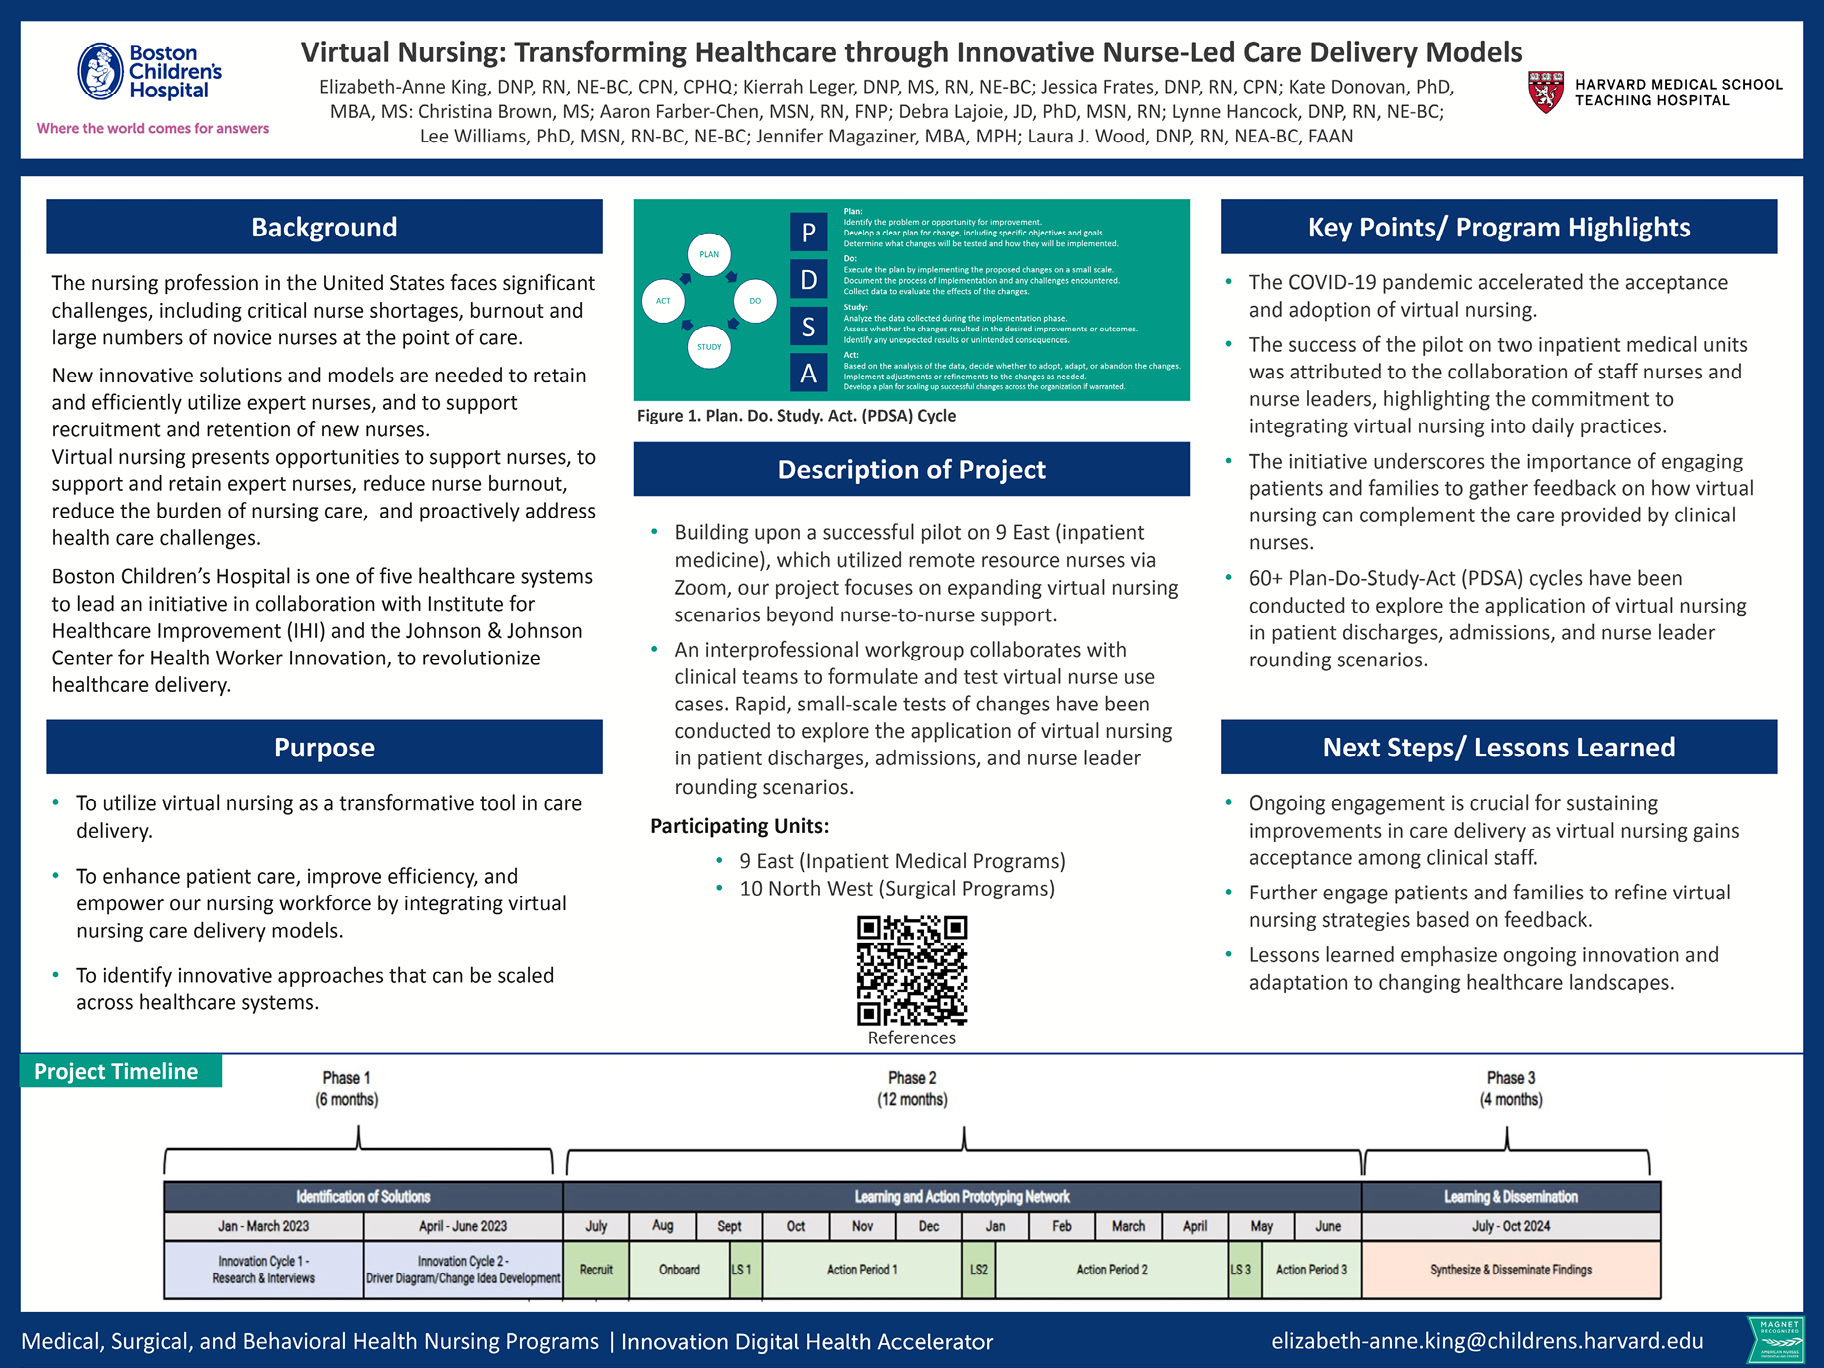 Boston
Children's
Hospital
Where the world comes for answers
Virtual Nursing: Transforming Healthcare through Innovative Nurse-Led Care Delivery Models
Elizabeth-Anne King, DNP, RN, NE-BC, CPN, CPHQ; Kierrah Leger, DNP, MS, RN, NE-BC; Jessica Frates, DNP, RN, CPN; Kate Donovan, PhD,
MBA, MS: Christina Brown, MS; Aaron Farber-Chen, MSN, RN, FNP; Debra Lajoie, JD, PhD, MSN, RN; Lynne Hancock, DNP, RN, NE-BC;
Lee Williams, PhD, MSN, RN-BC, NE-BC; Jennifer Magaziner, MBA, MPH; Laura J. Wood, DNP, RN, NEA-BC, FAAN
HARVARD MEDICAL SCHOOL
TEACHING HOSPITAL
Background
The nursing profession in the United States faces significant
challenges, including critical nurse shortages, burnout and
large numbers of novice nurses at the point of care.
New innovative solutions and models are needed to retain
and efficiently utilize expert nurses, and to support
recruitment and retention of new nurses.
Virtual nursing presents opportunities to support nurses, to
support and retain expert nurses, reduce nurse burnout,
reduce the burden of nursing care, and proactively address
health care challenges.
Boston Children's Hospital is one of five healthcare systems
to lead an initiative in collaboration with Institute for
Healthcare Improvement (IHI) and the Johnson & Johnson
Center for Health Worker Innovation, to revolutionize
healthcare delivery.
Purpose
• To utilize virtual nursing as a transformative tool in care
delivery.
• To enhance patient care, improve efficiency, and
empower our nursing workforce by integrating virtual
nursing care delivery models.
• To identify innovative approaches that can be scaled
across healthcare systems.
PLAN
DO
STUDY
ACT
P
Plan:
Identify the problem or opportunity for improvement.
Develop a clear plan for change, including specific objectives and goals.
Determine what changes will be tested and how they will be implemented.
D
Do:
Execute the plan by implementing the proposed changes on a small scale.
Document the process of implementation and any challenges encountered.
Collect data to evaluate the effects of the changes.
S
Study:
Analyze the data collected during the implementation phase.
Assess whether the changes resulted in the desired improvements or outcomes.
Identify any unexpected results or unintended consequences.
A
Act:
Based on the analysis of the data, decide whether to adopt, adapt, or abandon the changes.
Implement adjustments or refinements to the changes as needed.
Develop a plan for scaling up successful changes across the organization if warranted.
Figure 1. Plan. Do. Study. Act. (PDSA) Cycle
Description of Project
• Building upon a successful pilot on 9 East (inpatient
medicine), which utilized remote resource nurses via
Zoom, our project focuses on expanding virtual nursing
scenarios beyond nurse-to-nurse support.
• An interprofessional workgroup collaborates with
clinical teams to formulate and test virtual nurse use
cases. Rapid, small-scale tests of changes have been
conducted to explore the application of virtual nursing
in patient discharges, admissions, and nurse leader
rounding scenarios.
Participating Units:
• 9 East (Inpatient Medical Programs)
• 10 North West (Surgical Programs)
References
Key Points/ Program Highlights
• The COVID-19 pandemic accelerated the acceptance
and adoption of virtual nursing.
• The success of the pilot on two inpatient medical units
was attributed to the collaboration of staff nurses and
nurse leaders, highlighting the commitment to
integrating virtual nursing into daily practices.
• The initiative underscores the importance of engaging
patients and families to gather feedback on how virtual
nursing can complement the care provided by clinical
nurses.
• 60+ Plan-Do-Study-Act (PDSA) cycles have been
conducted to explore the application of virtual nursing
in patient discharges, admissions, and nurse leader
rounding scenarios.
Next Steps/ Lessons Learned
• Ongoing engagement is crucial for sustaining
improvements in care delivery as virtual nursing gains
acceptance among clinical staff.
• Further engage patients and families to refine virtual
nursing strategies based on feedback.
• Lessons learned emphasize ongoing innovation and
adaptation to changing healthcare landscapes.
Project Timeline
Phase 1
(6 months)
Phase 2
(12 months)
Phase 3
(4 months)
Identification of Solutions
Learning and Action Prototyping Network
Learning & Dissemination
Jan - March 2023
April - June 2023
July
Aug
Sept
Oct
Nov
Dec
Jan
Feb
March
April
May
June
July - Oct 2024
Innovation Cycle 1 -
Research & Interviews
Innovation Cycle 2 -
Driver Diagram/Change Idea Development
Recruit
Onboard
LS 1
Action Period 1
LS2
Action Period 2
LS 3
Action Period 3
Synthesize & Disseminate Findings
Medical, Surgical, and Behavioral Health Nursing Programs | Innovation Digital Health Accelerator
elizabeth-anne.king@childrens.harvard.edu
MAGNET
RECOGNIZED
AMERICAN NURSES
CREDENTIALING CENTER